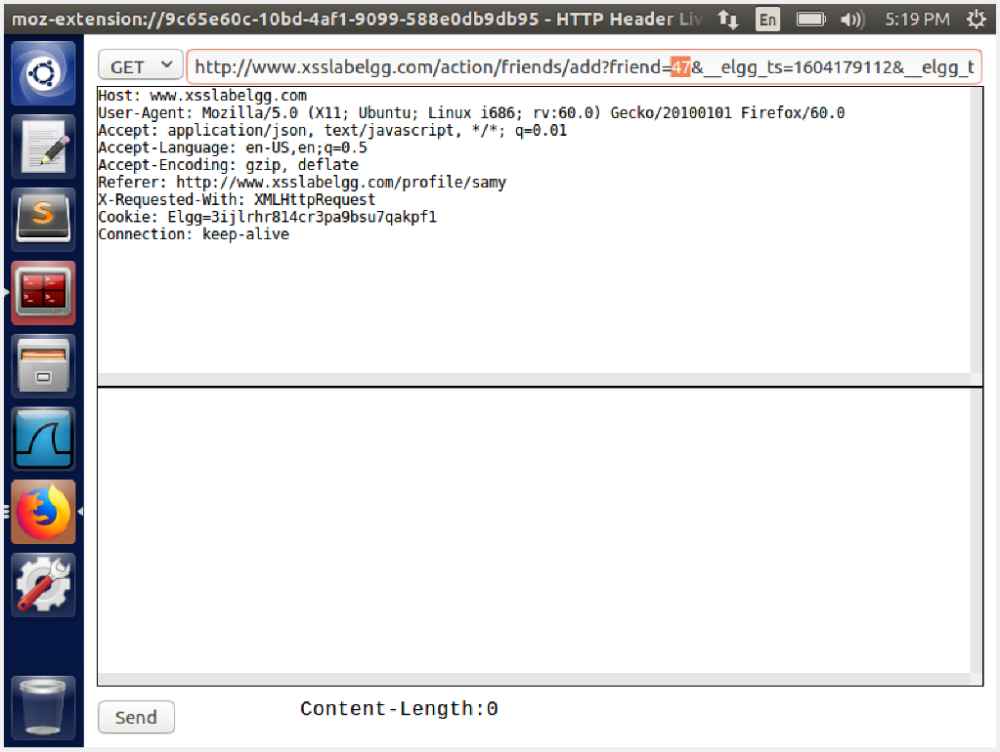 moz-extension://9c65e60c-10bd-4af1-9099-588e0db9db95 - HTTP Header Liv
En
5:19 PM
GET
http://www.xsslabelgg.com/action/friends/add?friend=47&__elgg_ts=1604179112&__elgg_t
Host: www.xsslabelgg.com
User-Agent: Mozilla/5.0 (X11; Ubuntu; Linux i686; rv:60.0) Gecko/20100101 Firefox/60.0
Accept: application/json, text/javascript, */*; q=0.01
Accept-Language: en-US,en;q=0.5
Accept-Encoding: gzip, deflate
Referer: http://www.xsslabelgg.com/profile/samy
X-Requested-With: XMLHttpRequest
Cookie: Elgg=3ijlrhr814cr3pa9bsu7qakpf1
Connection: keep-alive
S
Send
Content-Length:0